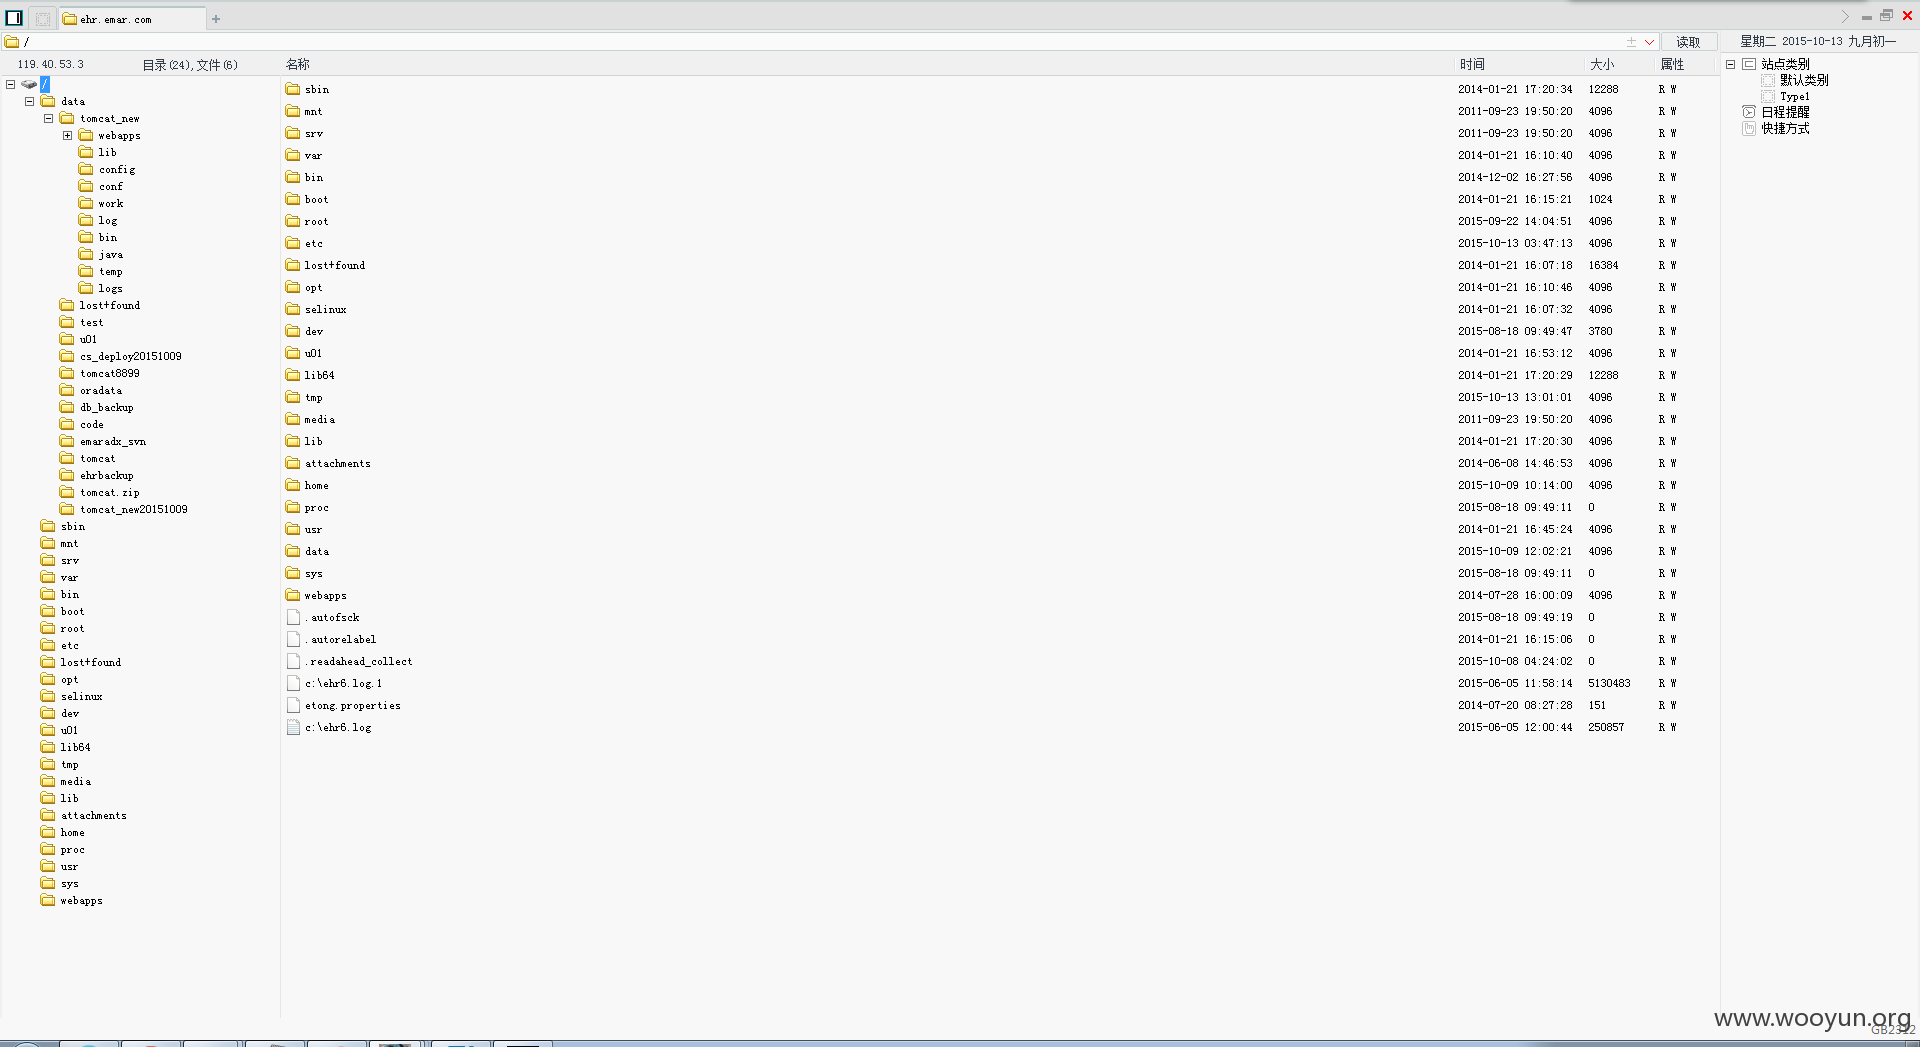 ehr.emar.com
/
读取
星期二 2015-10-13 九月初一
119.40.53.3
目录(24),文件(6)
名称
时间
大小
属性
/
data
tomcat_new
webapps
lib
config
conf
work
log
bin
java
temp
logs
lost+found
test
u01
cs_deploy20151009
tomcat8899
oradata
db_backup
code
emaradx_svn
tomcat
ehrbackup
tomcat.zip
tomcat_new20151009
sbin
mnt
srv
var
bin
boot
root
etc
lost+found
opt
selinux
dev
u01
lib64
tmp
media
lib
attachments
home
proc
usr
sys
webapps
sbin 2014-01-21 17:20:34 12288 R W
mnt 2011-09-23 19:50:20 4096 R W
srv 2011-09-23 19:50:20 4096 R W
var 2014-01-21 16:10:40 4096 R W
bin 2014-12-02 16:27:56 4096 R W
boot 2014-01-21 16:15:21 1024 R W
root 2015-09-22 14:04:51 4096 R W
etc 2015-10-13 03:47:13 4096 R W
lost+found 2014-01-21 16:07:18 16384 R W
opt 2014-01-21 16:10:46 4096 R W
selinux 2014-01-21 16:07:32 4096 R W
dev 2015-08-18 09:49:47 3780 R W
u01 2014-01-21 16:53:12 4096 R W
lib64 2014-01-21 17:20:29 12288 R W
tmp 2015-10-13 13:01:01 4096 R W
media 2011-09-23 19:50:20 4096 R W
lib 2014-01-21 17:20:30 4096 R W
attachments 2014-06-08 14:46:53 4096 R W
home 2015-10-09 10:14:00 4096 R W
proc 2015-08-18 09:49:11 0 R W
usr 2014-01-21 16:45:24 4096 R W
data 2015-10-09 12:02:21 4096 R W
sys 2015-08-18 09:49:11 0 R W
webapps 2014-07-28 16:00:09 4096 R W
.autofsck 2015-08-18 09:49:19 0 R W
.autorelabel 2014-01-21 16:15:06 0 R W
.readahead_collect 2015-10-08 04:24:02 0 R W
c:\ehr6.log.1 2015-06-05 11:58:14 5130483 R W
etong.properties 2014-07-20 08:27:28 151 R W
c:\ehr6.log 2015-06-05 12:00:44 250857 R W
站点类别
默认类别
Type1
日程提醒
快捷方式
www.wooyun.org
GB2312